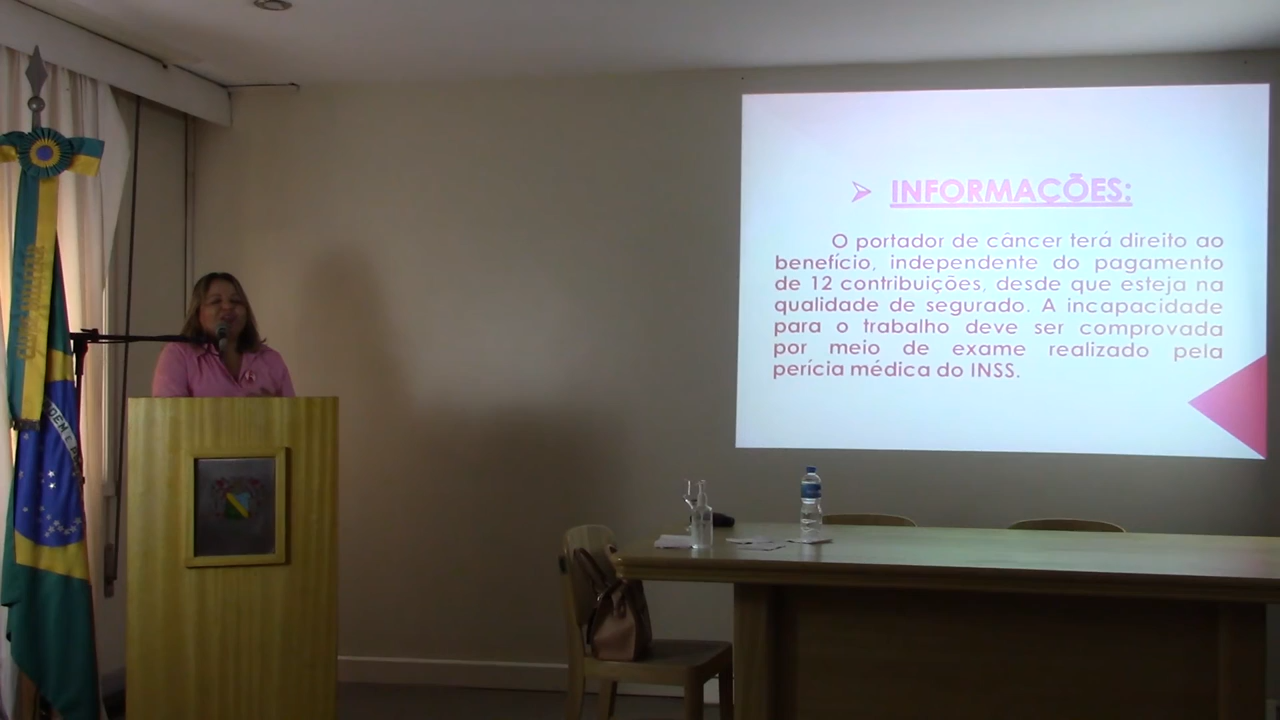 INFORMAÇÕES:
O portador de câncer terá direito ao
benefício, independente do pagamento
de 12 contribuições, desde que esteja na
qualidade de segurado. A incapacidade
para o trabalho deve ser comprovada
por meio de exame realizado pela
perícia médica do INSS.